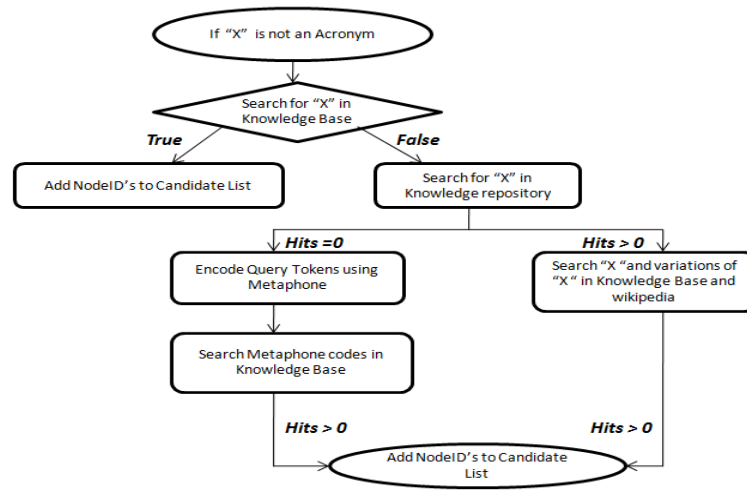 If “X” is not an Acronym
Search for “X” in
Knowledge Base
True
False
Add NodeID’s to Candidate List
Search for “X” in
Knowledge repository
Hits =0
Hits > 0
Encode Query Tokens using
Metaphone
Search “X “and variations of
“X “ in Knowledge Base and
wikipedia
Search Metaphone codes in
Knowledge Base
Hits > 0
Hits > 0
Add NodeID’s to Candidate
List